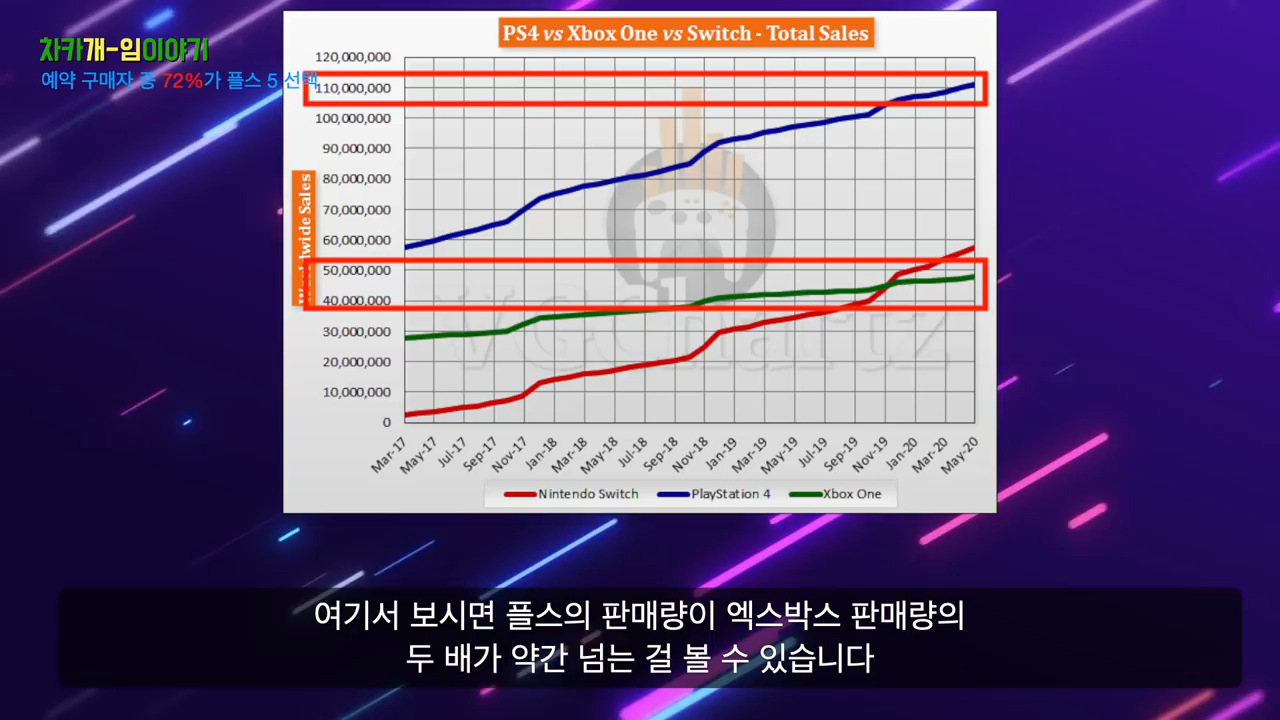 차카개-임이야기
예약 구매자 중 72%가 플스 5 선택
PS4 vs Xbox One vs Switch - Total Sales
120,000,000
110,000,000
100,000,000
90,000,000
80,000,000
70,000,000
60,000,000
50,000,000
40,000,000
30,000,000
20,000,000
10,000,000
0
Worldwide Sales
VGChartz
Mar-17
May-17
Jul-17
Sep-17
Nov-17
Jan-18
Mar-18
May-18
Jul-18
Sep-18
Nov-18
Jan-19
Mar-19
May-19
Jul-19
Sep-19
Nov-19
Jan-20
Mar-20
May-20
Nintendo Switch
PlayStation 4
Xbox One
여기서 보시면 플스의 판매량이 엑스박스 판매량의
두 배가 약간 넘는 걸 볼 수 있습니다